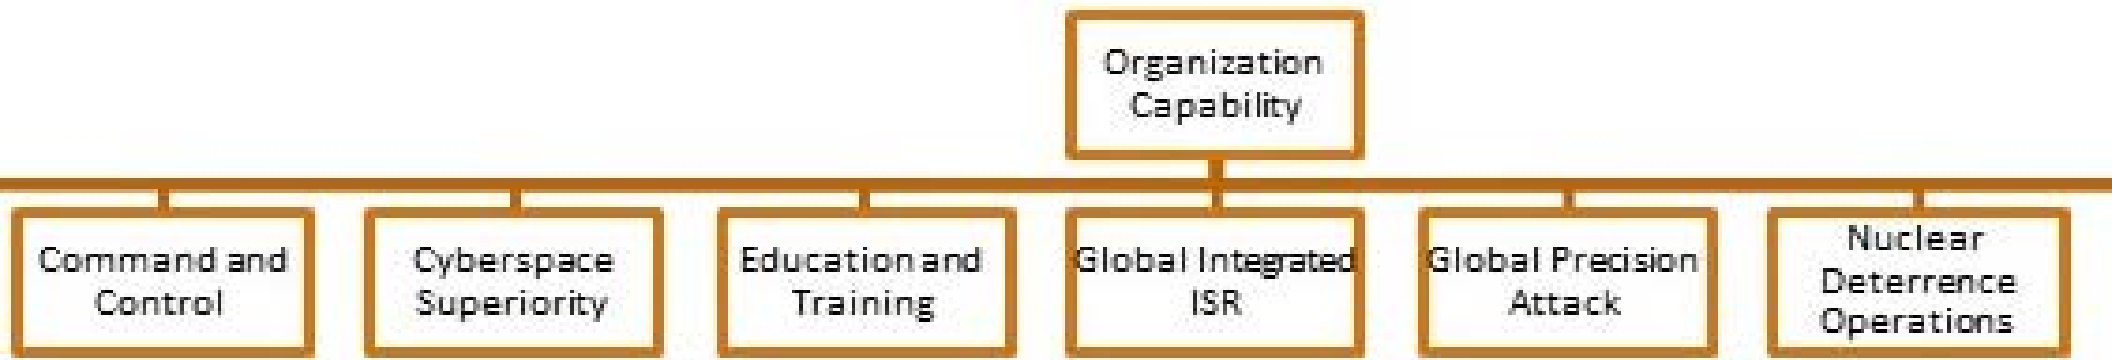 Organization
Capability
Command and
Control
Cyberspace
Superiority
Education and
Training
Global Integrated
ISR
Global Precision
Attack
Nuclear
Deterrence
Operations